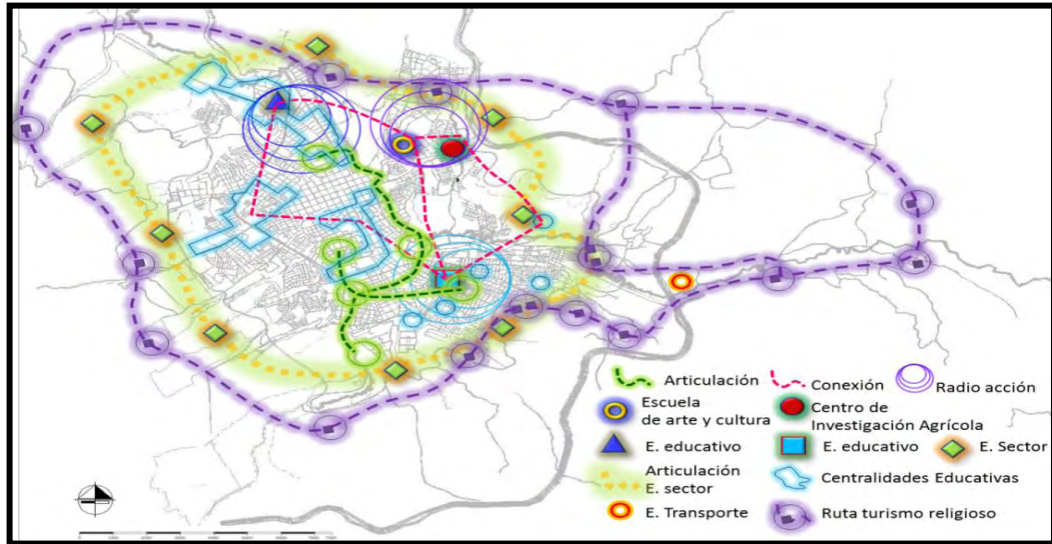 Articulación
Conexión
Radio acción
Escuela
de arte y cultura
Centro de
Investigación Agrícola
E. educativo
E. educativo
E. Sector
Articulación
E. sector
Centralidades Educativas
E. Transporte
Ruta turismo religioso